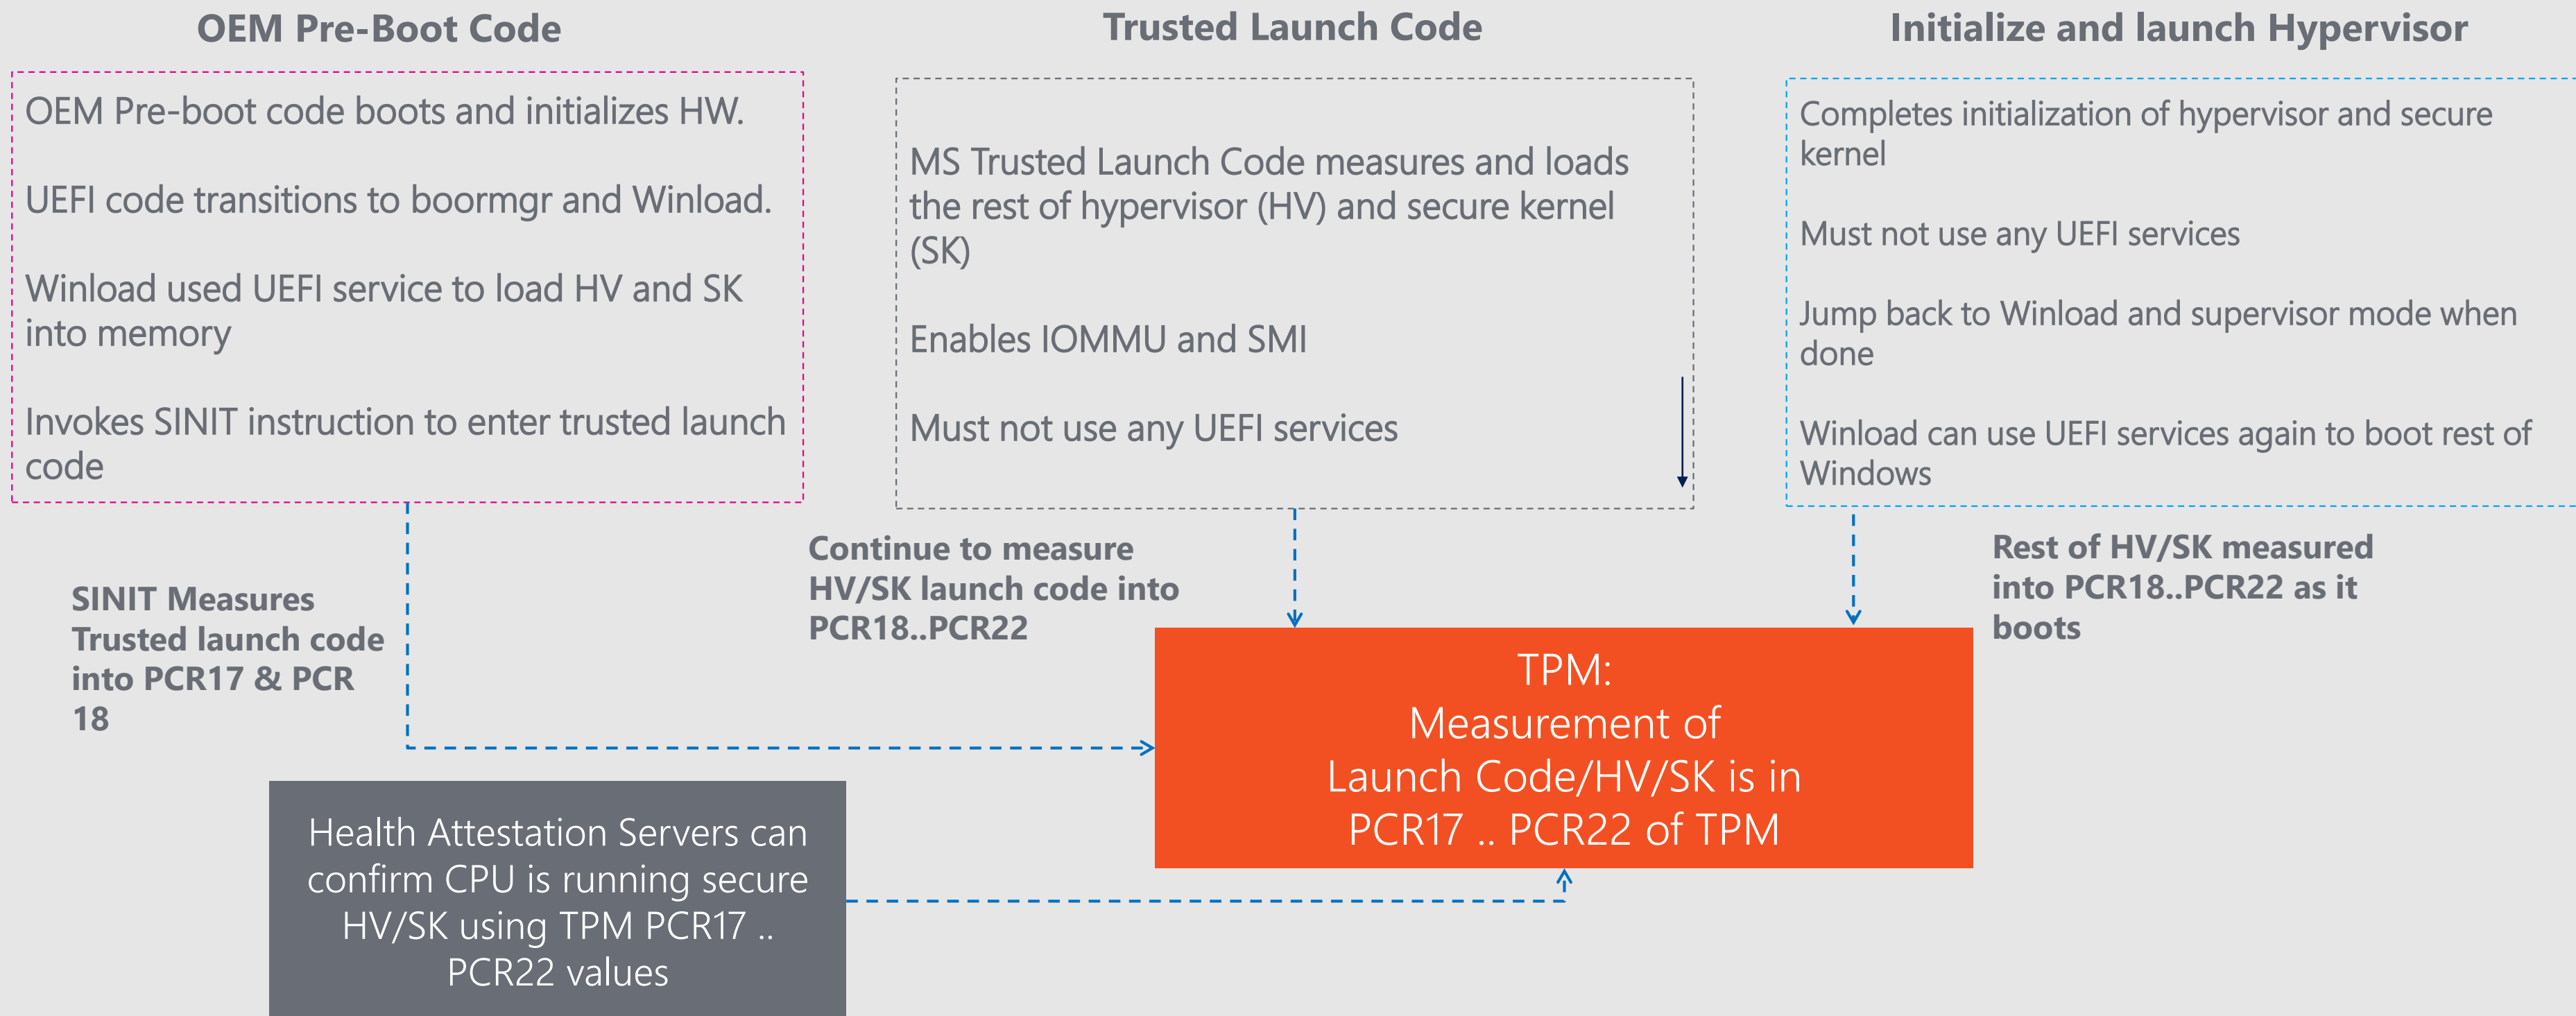 OEM Pre-Boot Code
OEM Pre-boot code boots and initializes HW.
UEFI code transitions to boormgr and Winload.
Winload used UEFI service to load HV and SK
into memory
Invokes SINIT instruction to enter trusted launch
code
Trusted Launch Code
MS Trusted Launch Code measures and loads
the rest of hypervisor (HV) and secure kernel
(SK)
Enables IOMMU and SMI
Must not use any UEFI services
Initialize and launch Hypervisor
Completes initialization of hypervisor and secure
kernel
Must not use any UEFI services
Jump back to Winload and supervisor mode when
done
Winload can use UEFI services again to boot rest of
Windows
SINIT Measures
Trusted launch code
into PCR17 & PCR
18
Continue to measure
HV/SK launch code into
PCR18..PCR22
Rest of HV/SK measured
into PCR18..PCR22 as it
boots
TPM:
Measurement of
Launch Code/HV/SK is in
PCR17 .. PCR22 of TPM
Health Attestation Servers can
confirm CPU is running secure
HV/SK using TPM PCR17 ..
PCR22 values